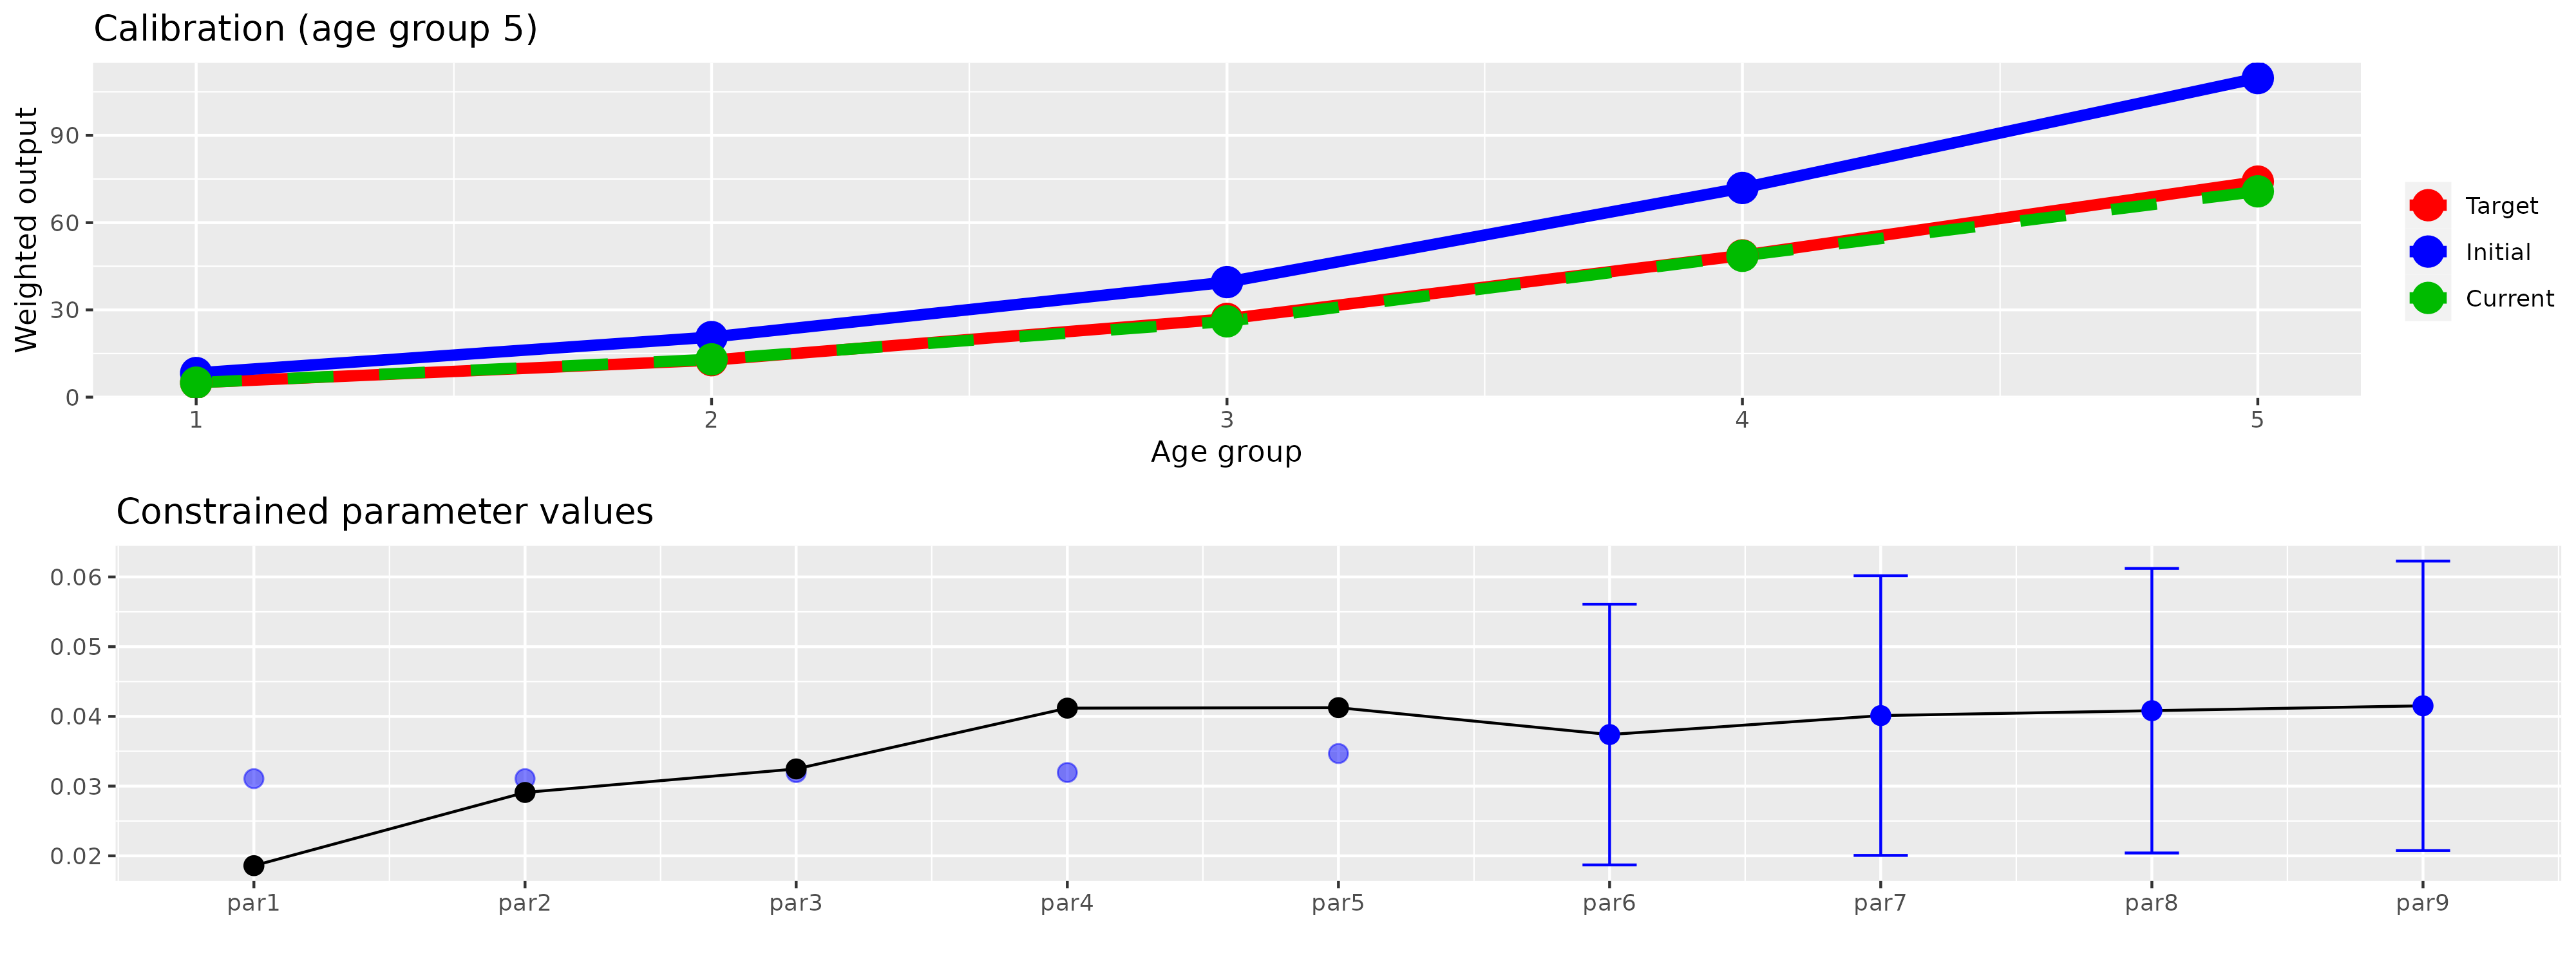 Calibration (age group 5)
Weighted output
90
60
30
0
1 2 3 4 5
Age group
Target
Initial
Current
Constrained parameter values
0.06
0.05
0.04
0.03
0.02
par1 par2 par3 par4 par5 par6 par7 par8 par9